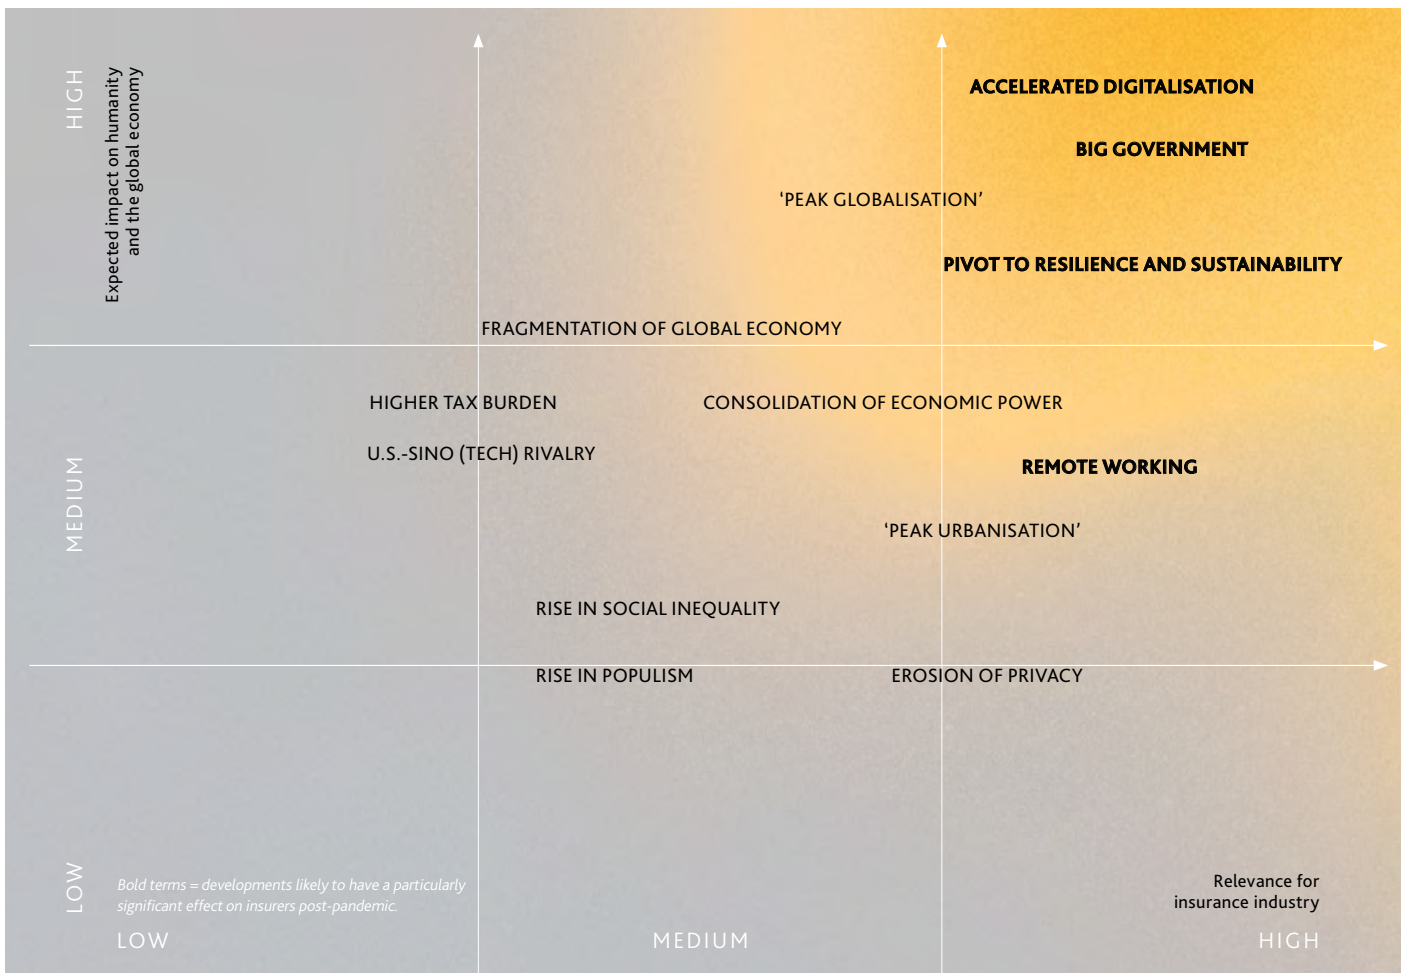 HIGH
Expected impact on humanity
and the global economy
ACCELERATED DIGITALISATION
BIG GOVERNMENT
‘PEAK GLOBALISATION’
PIVOT TO RESILIENCE AND SUSTAINABILITY
FRAGMENTATION OF GLOBAL ECONOMY
HIGHER TAX BURDEN
CONSOLIDATION OF ECONOMIC POWER
U.S.-SINO (TECH) RIVALRY
REMOTE WORKING
MEDIUM
‘PEAK URBANISATION’
RISE IN SOCIAL INEQUALITY
RISE IN POPULISM
EROSION OF PRIVACY
LOW
Bold terms = developments likely to have a particularly
significant effect on insurers post-pandemic.
Relevance for
insurance industry
LOW
MEDIUM
HIGH